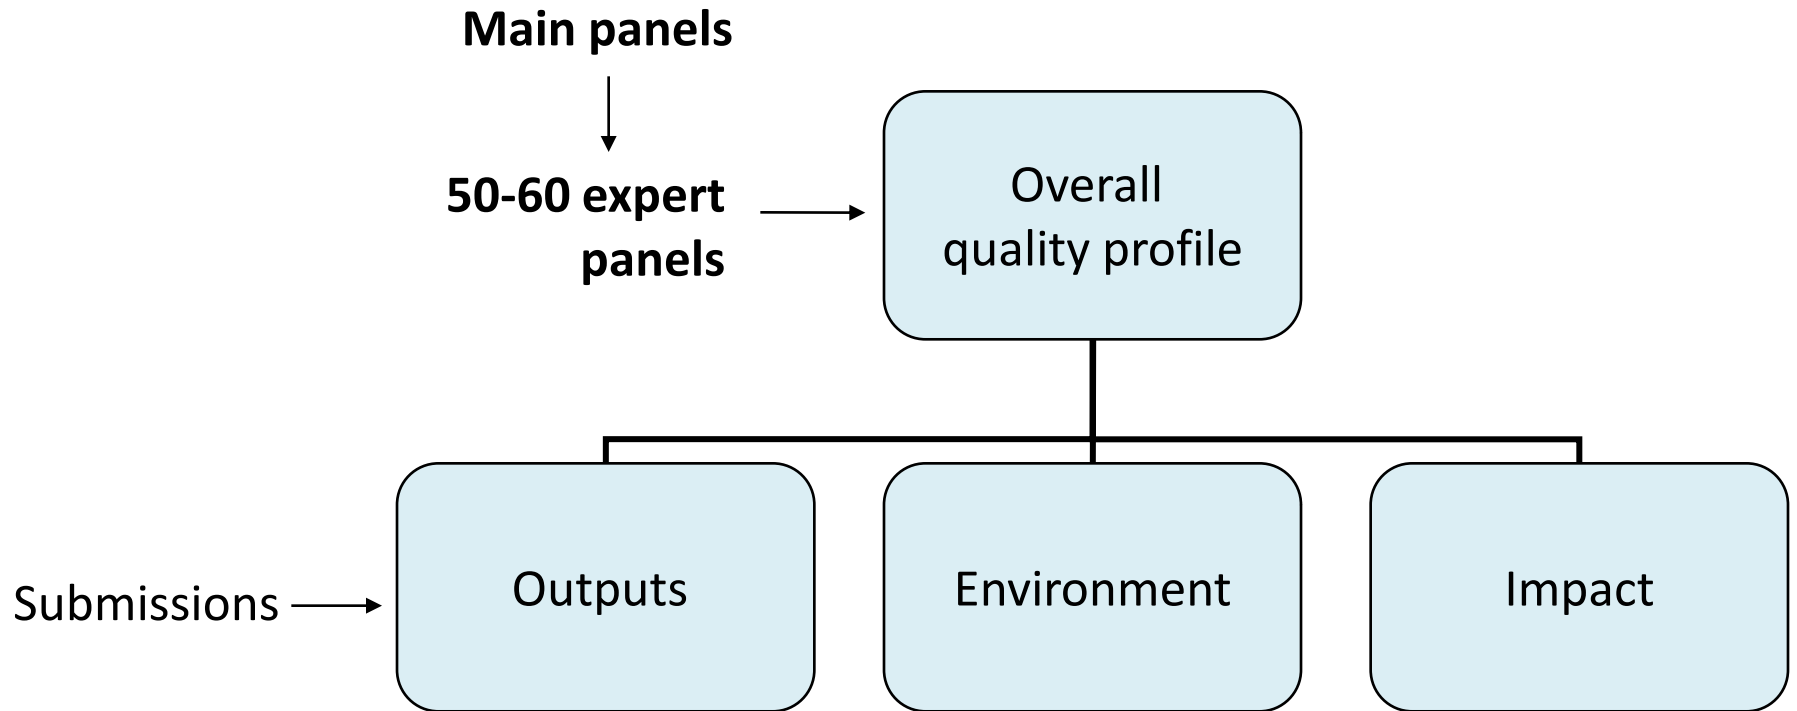 Main panels
50-60 expert
panels
Overall
quality profile
Submissions
Outputs
Environment
Impact